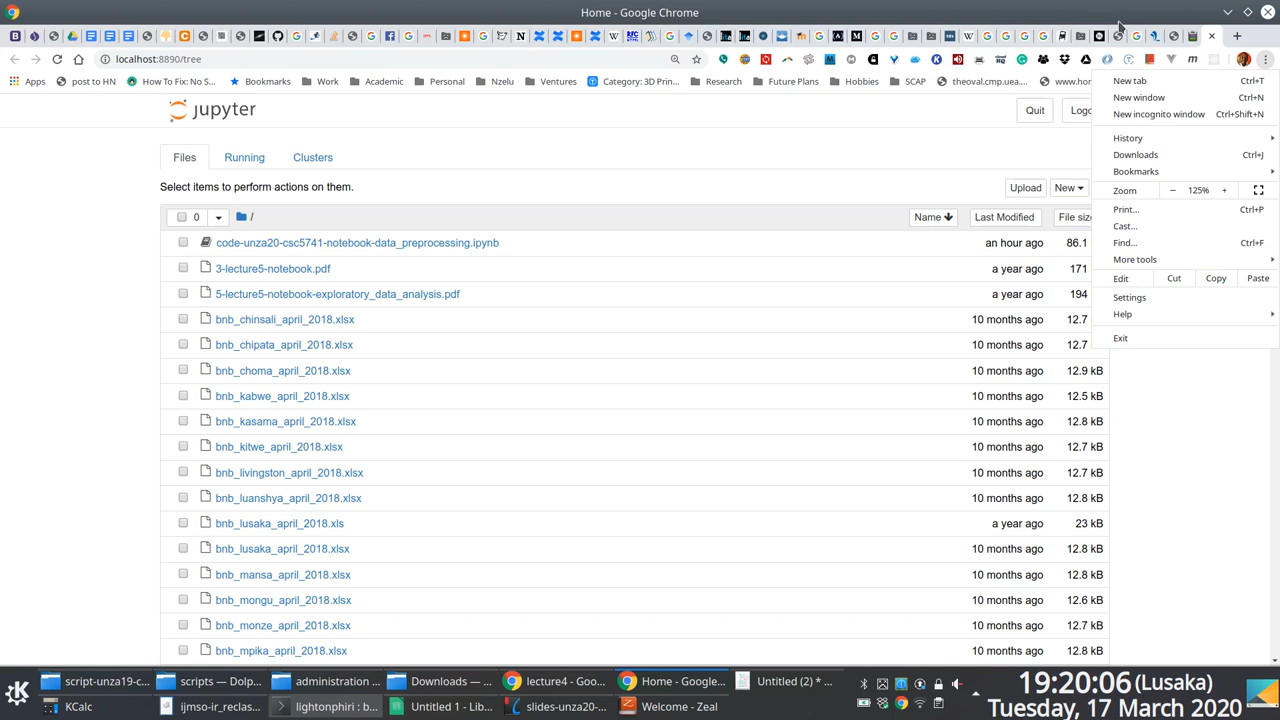 Home - Google Chrome
localhost:8890/tree
Apps
post to HN
How To Fix: No S...
Bookmarks
Work
Academic
Personal
Nzelu
Ventures
Category: 3D Prin...
Research
Future Plans
Hobbies
SCAP
theoval.cmp.uea...
jupyter
Quit
New tab Ctrl+T
New window Ctrl+N
New incognito window Ctrl+Shift+N
History
Downloads Ctrl+J
Bookmarks
Zoom − 125% +
Print... Ctrl+P
Cast...
Find... Ctrl+F
More tools
Edit Cut Copy Paste
Settings
Help
Exit
Files Running Clusters
Select items to perform actions on them.
Upload New
0 / Name Last Modified
code-unza20-csc5741-notebook-data_preprocessing.ipynb an hour ago 86.1
3-lecture5-notebook.pdf a year ago 171
5-lecture5-notebook-exploratory_data_analysis.pdf a year ago 194
bnb_chinsali_april_2018.xlsx 10 months ago 12.7
bnb_chipata_april_2018.xlsx 10 months ago 12.7
bnb_choma_april_2018.xlsx 10 months ago 12.9 kB
bnb_kabwe_april_2018.xlsx 10 months ago 12.5 kB
bnb_kasama_april_2018.xlsx 10 months ago 12.8 kB
bnb_kitwe_april_2018.xlsx 10 months ago 12.7 kB
bnb_livingston_april_2018.xlsx 10 months ago 12.7 kB
bnb_luanshya_april_2018.xlsx 10 months ago 12.8 kB
bnb_lusaka_april_2018.xls a year ago 23 kB
bnb_lusaka_april_2018.xlsx 10 months ago 12.8 kB
bnb_mansa_april_2018.xlsx 10 months ago 12.8 kB
bnb_mongu_april_2018.xlsx 10 months ago 12.6 kB
bnb_monze_april_2018.xlsx 10 months ago 12.7 kB
bnb_mpika_april_2018.xlsx 10 months ago 12.8 kB
script-unza19-c...
scripts — Dolp...
administration ...
Downloads — ...
lecture4 - Goo...
Home - Google...
Untitled (2) * ...
KCalc
ijmso-ir_reclas...
lightonphiri : b...
Untitled 1 - Lib...
slides-unza20-...
Welcome - Zeal
19:20:06 (Lusaka)
Tuesday, 17 March 2020